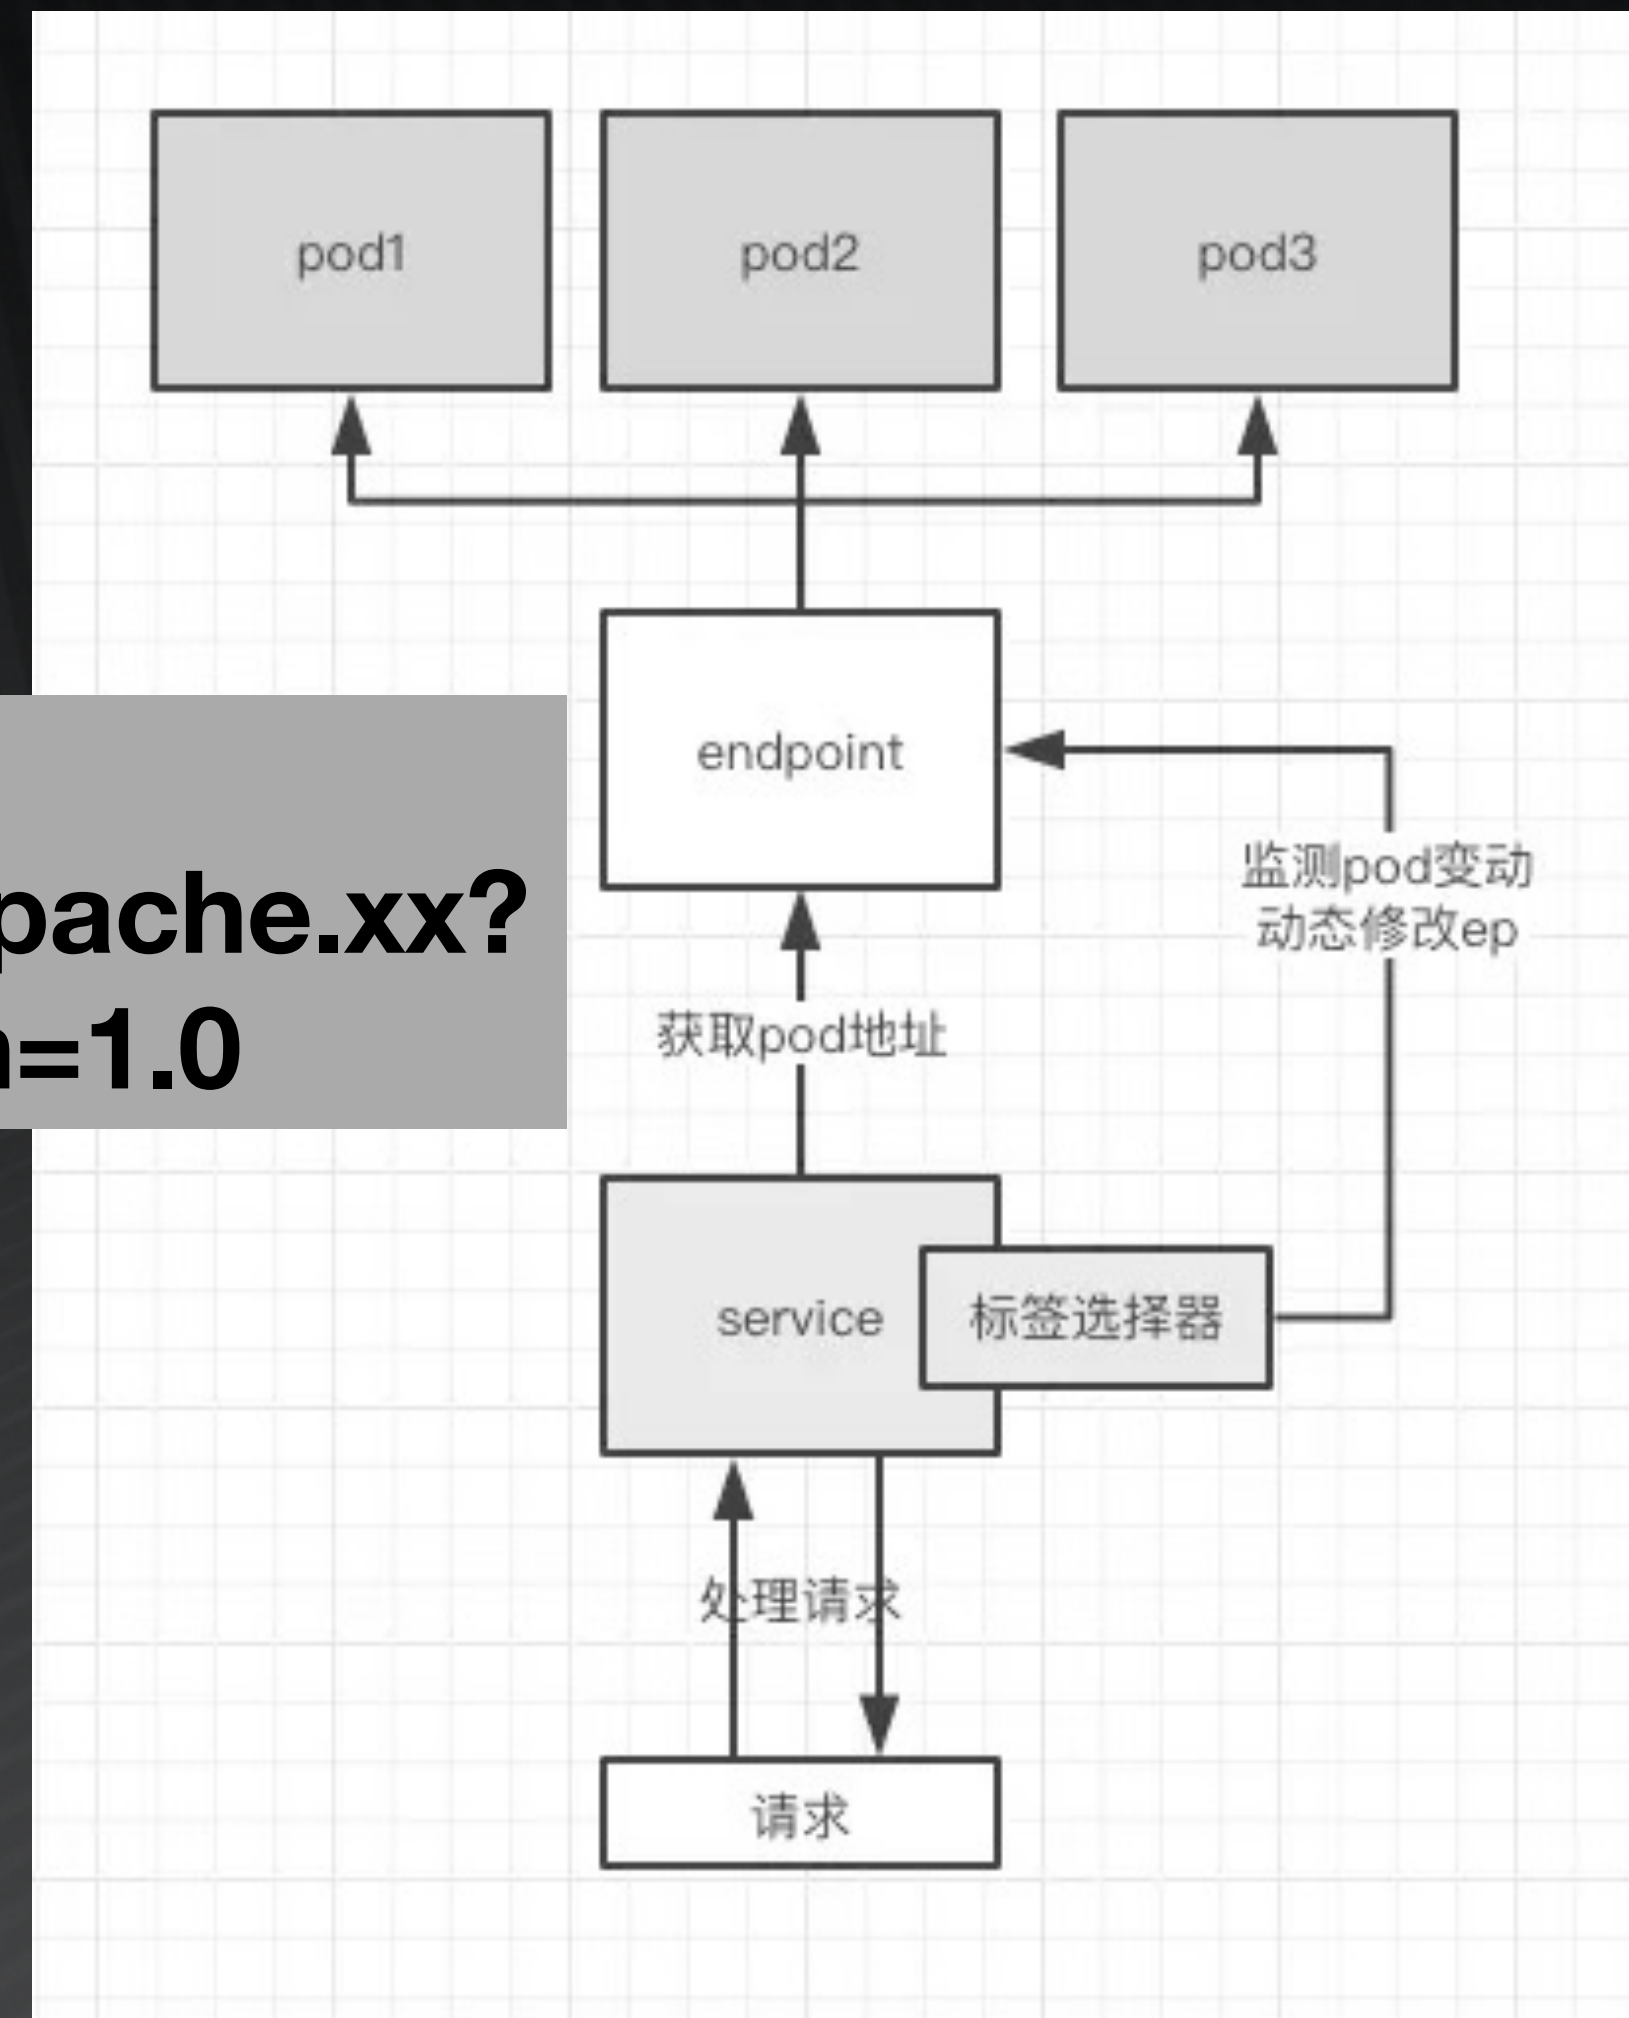 pod1
pod2
pod3
endpoint
pache.xx?
=1.0
监测pod变动
动态修改ep
获取pod地址
service
标签选择器
处理请求
请求